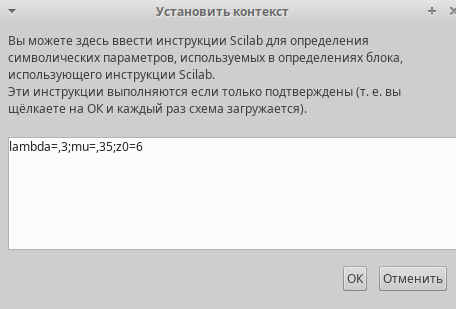 Установить контекст
Вы можете здесь ввести инструкции Scilab для определения
символических параметров, используемых в определениях блока,
использующего инструкции Scilab.
Эти инструкции выполняются если только подтверждены (т. е. вы
щёлкаете на ОК и каждый раз схема загружается).
lambda=,3;mu=,35;z0=6
ОК
Отменить